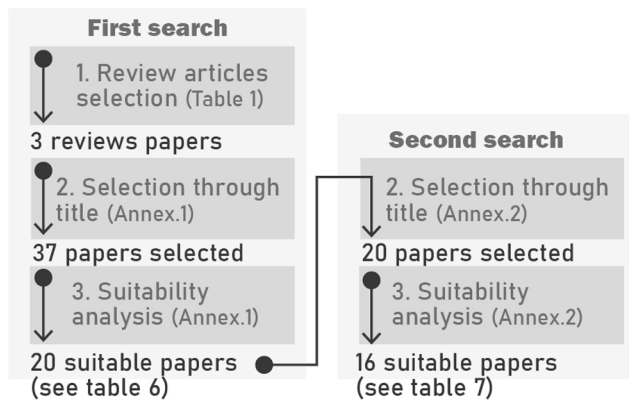 First search
1. Review articles
selection (Table 1)
3 reviews papers
2. Selection through
title (Annex.1)
37 papers selected
3. Suitability
analysis (Annex.1)
20 suitable papers
(see table 6)
Second search
2. Selection through
title (Annex.2)
20 papers selected
3. Suitability
analysis (Annex.2)
16 suitable papers
(see table 7)